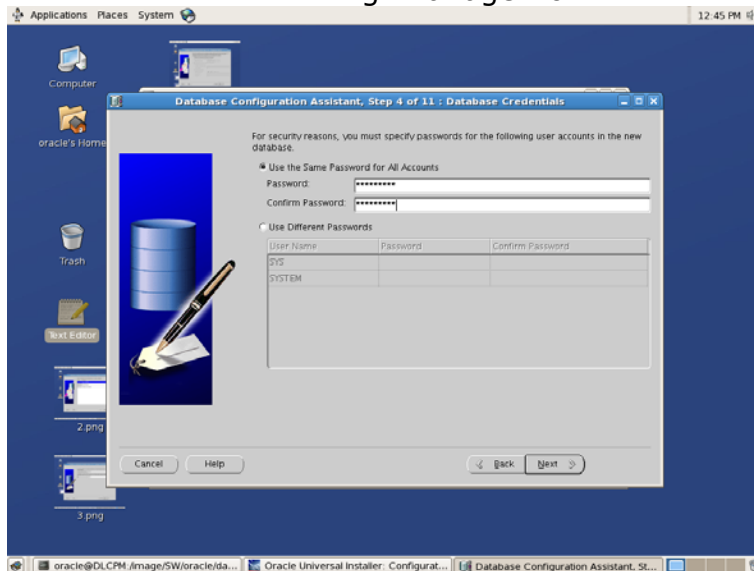 Applications Places System
12:45 PM
Computer
oracle's Home
Trash
Text Editor
2.png
3.png
Database Configuration Assistant, Step 4 of 11 : Database Credentials
For security reasons, you must specify passwords for the following user accounts in the new
database.
Use the Same Password for All Accounts
Password:
*********
Confirm Password:
*********
Use Different Passwords
User Name Password Confirm Password
SYS
SYSTEM
Cancel Help Back Next
oracle@DLCPM:/image/SW/oracle/da... Oracle Universal Installer: Configurat... Database Configuration Assistant, St...